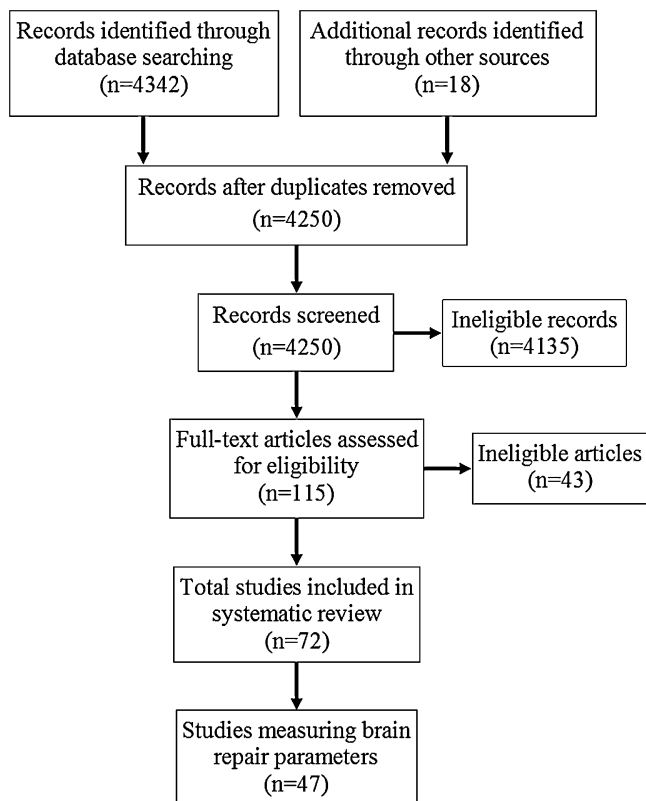 Records identified through
database searching
(n=4342)
Additional records identified
through other sources
(n=18)
Records after duplicates removed
(n=4250)
Records screened
(n=4250)
Ineligible records
(n=4135)
Full-text articles assessed
for eligibility
(n=115)
Ineligible articles
(n=43)
Total studies included in
systematic review
(n=72)
Studies measuring brain
repair parameters
(n=47)